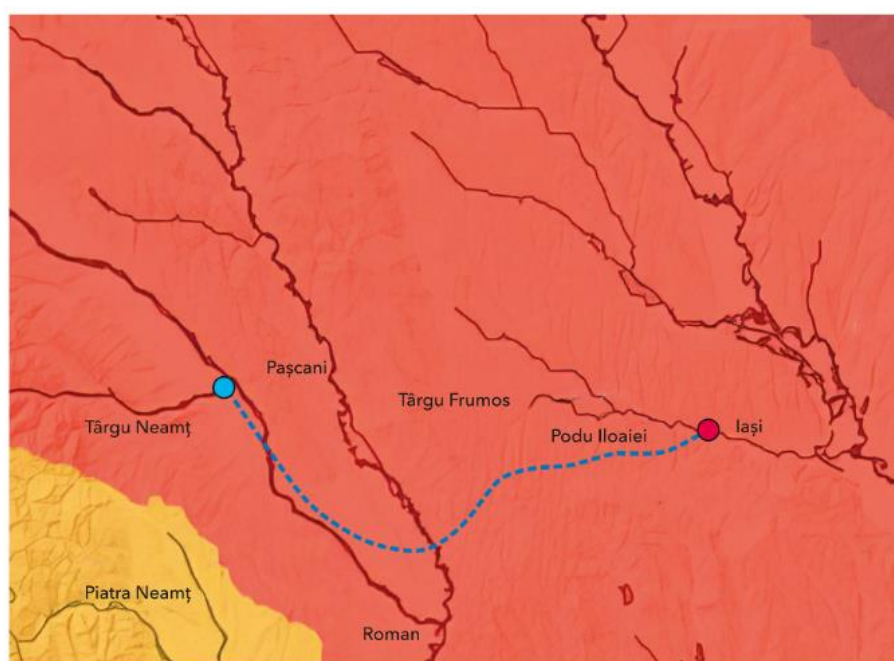 Pașcani
Târgu Frumos
Târgu Neamț
Podu Iloaiei
Iași
Piatra Neamț
Roman